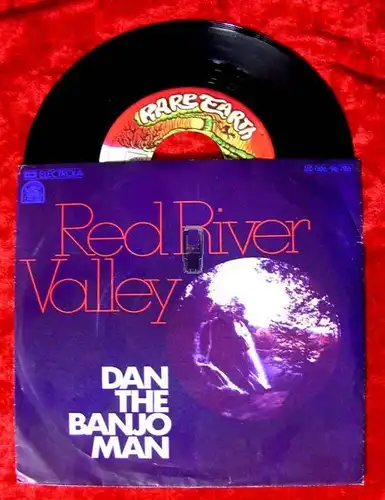 RARE EARTH
ELECTROLA
Red River
Valley
DAN
THE
BANJO
MAN